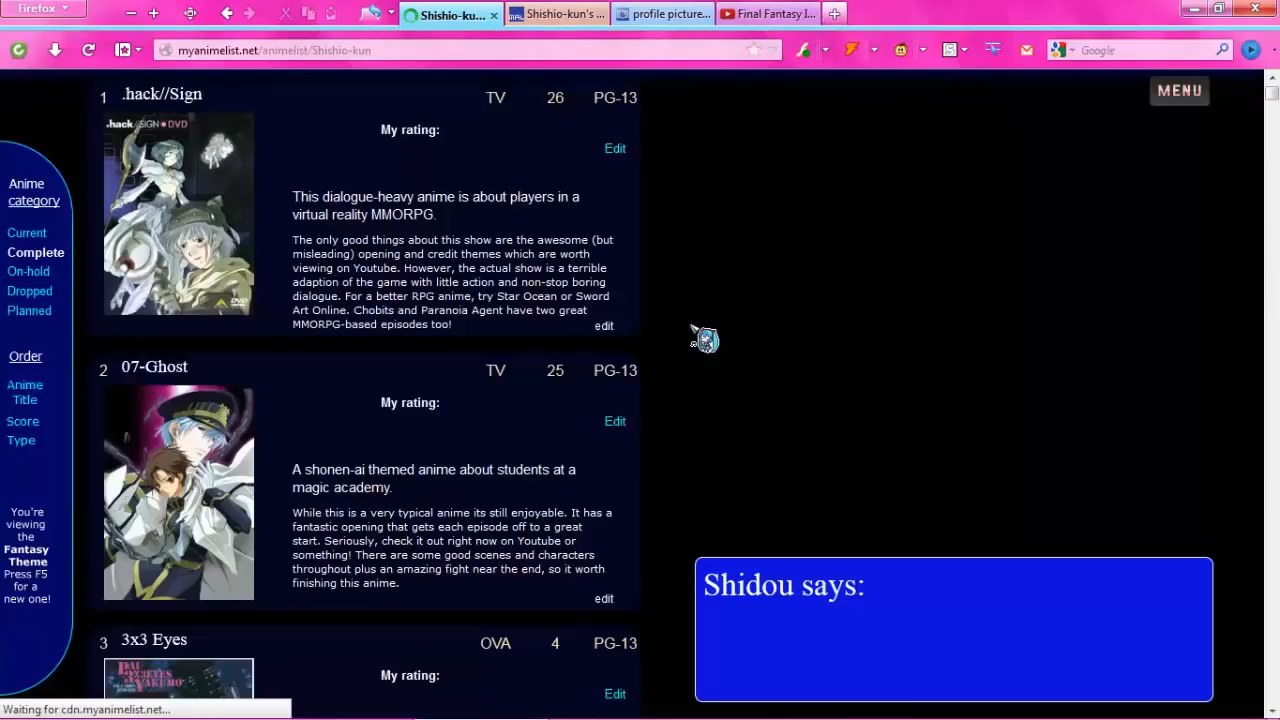 Firefox
Shishio-ku...
Shishio-kun's ...
profile picture...
Final Fantasy I...
myanimelist.net/animelist/Shishio-kun
Google
MENU
Anime
category
Current
Complete
On-hold
Dropped
Planned
Order
Anime
Title
Score
Type
You're
viewing
the
Fantasy
Theme
Press F5
for a
new one!
1 .hack//Sign TV 26 PG-13
My rating:
Edit
.hack//SIGN DVD
This dialogue-heavy anime is about players in a
virtual reality MMORPG.
The only good things about this show are the awesome (but
misleading) opening and credit themes which are worth
viewing on Youtube. However, the actual show is a terrible
adaption of the game with little action and non-stop boring
dialogue. For a better RPG anime, try Star Ocean or Sword
Art Online. Chobits and Paranoia Agent have two great
MMORPG-based episodes too!
edit
2 07-Ghost TV 25 PG-13
My rating:
Edit
A shonen-ai themed anime about students at a
magic academy.
While this is a very typical anime its still enjoyable. It has a
fantastic opening that gets each episode off to a great
start. Seriously, check it out right now on Youtube or
something! There are some good scenes and characters
throughout plus an amazing fight near the end, so it worth
finishing this anime.
edit
3 3x3 Eyes OVA 4 PG-13
My rating:
Edit
Shidou says:
Waiting for cdn.myanimelist.net...